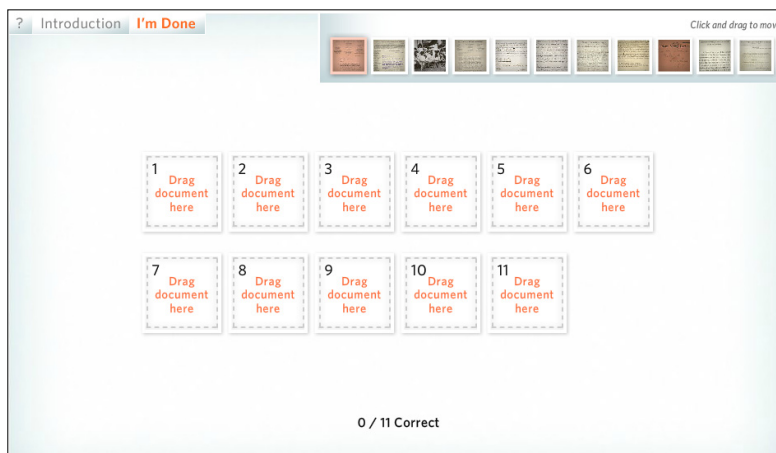 ? Introduction I'm Done
Click and drag to mov
1 Drag document here
2 Drag document here
3 Drag document here
4 Drag document here
5 Drag document here
6 Drag document here
7 Drag document here
8 Drag document here
9 Drag document here
10 Drag document here
11 Drag document here
0 / 11 Correct